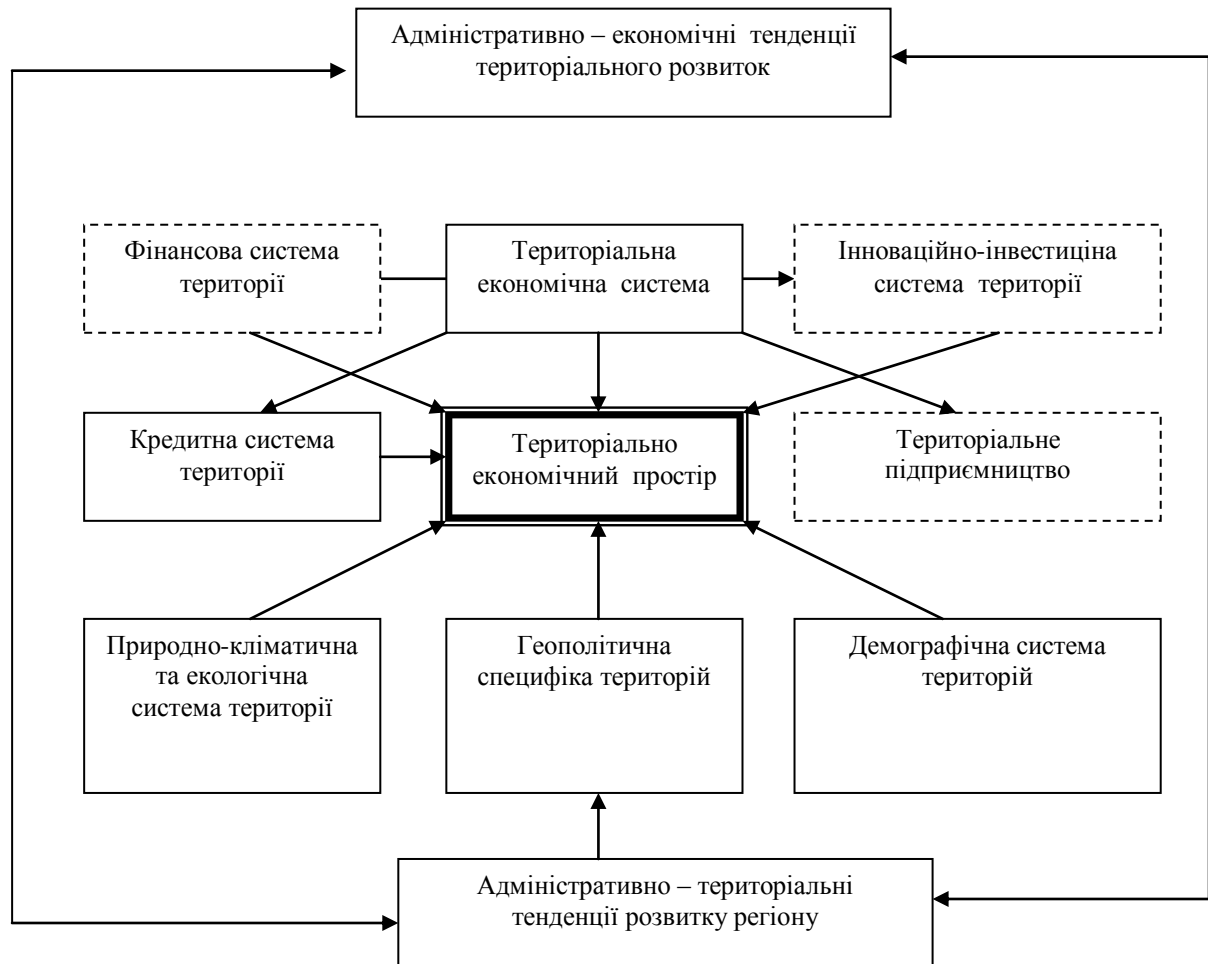 Адміністративно – економічні тенденції
територіального розвиток
Фінансова система
території
Територіальна
економічна система
Інноваційно-інвестиціна
система території
Кредитна система
території
Територіально
економічний простір
Територіальне
підприємництво
Природно-кліматична
та екологічна
система території
Геополітична
специфіка територій
Демографічна система
територій
Адміністративно – територіальні
тенденції розвитку регіону